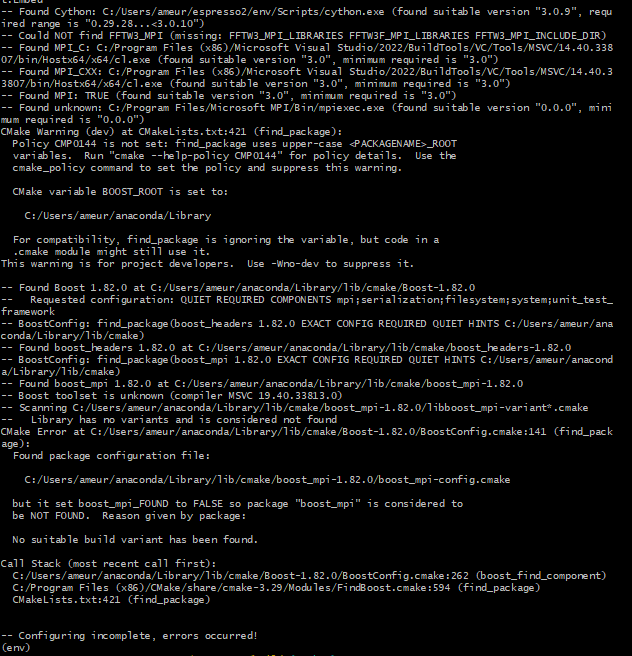 -- Found Cython: C:/Users/ameur/espresso2/env/Scripts/cython.exe (found suitable version "3.0.9", requ
ired range is "0.29.28...<3.0.10")
-- Could NOT find FFTW3_MPI (missing: FFTW3_MPI_LIBRARIES FFTW3F_MPI_LIBRARIES FFTW3_MPI_INCLUDE_DIR)
-- Found MPI_C: C:/Program Files (x86)/Microsoft Visual Studio/2022/BuildTools/VC/Tools/MSVC/14.40.338
07/bin/Hostx64/x64/cl.exe (found suitable version "3.0", minimum required is "3.0")
-- Found MPI_CXX: C:/Program Files (x86)/Microsoft Visual Studio/2022/BuildTools/VC/Tools/MSVC/14.40.3
3807/bin/Hostx64/x64/cl.exe (found suitable version "3.0", minimum required is "3.0")
-- Found MPI: TRUE (found suitable version "3.0", minimum required is "3.0")
-- Found unknown: C:/Program Files/Microsoft MPI/Bin/mpiexec.exe (found suitable version "0.0.0", mini
mum required is "0.0.0")
CMake Warning (dev) at CMakeLists.txt:421 (find_package):
  Policy CMP0144 is not set: find_package uses upper-case <PACKAGENAME>_ROOT
  variables.  Run "cmake --help-policy CMP0144" for policy details.  Use the
  cmake_policy command to set the policy and suppress this warning.

  CMake variable BOOST_ROOT is set to:

    C:/Users/ameur/anaconda/Library

  For compatibility, find_package is ignoring the variable, but code in a
  .cmake module might still use it.
This warning is for project developers.  Use -Wno-dev to suppress it.

-- Found Boost 1.82.0 at C:/Users/ameur/anaconda/Library/lib/cmake/Boost-1.82.0
--   Requested configuration: QUIET REQUIRED COMPONENTS mpi;serialization;filesystem;system;unit_test_
framework
-- BoostConfig: find_package(boost_headers 1.82.0 EXACT CONFIG REQUIRED QUIET HINTS C:/Users/ameur/ana
conda/Library/lib/cmake)
-- Found boost_headers 1.82.0 at C:/Users/ameur/anaconda/Library/lib/cmake/boost_headers-1.82.0
-- BoostConfig: find_package(boost_mpi 1.82.0 EXACT CONFIG REQUIRED QUIET HINTS C:/Users/ameur/anacond
a/Library/lib/cmake)
-- Found boost_mpi 1.82.0 at C:/Users/ameur/anaconda/Library/lib/cmake/boost_mpi-1.82.0
-- Boost toolset is unknown (compiler MSVC 19.40.33813.0)
-- Scanning C:/Users/ameur/anaconda/Library/lib/cmake/boost_mpi-1.82.0/libboost_mpi-variant*.cmake
--   Library has no variants and is considered not found
CMake Error at C:/Users/ameur/anaconda/Library/lib/cmake/Boost-1.82.0/BoostConfig.cmake:141 (find_pack
age):
  Found package configuration file:

    C:/Users/ameur/anaconda/Library/lib/cmake/boost_mpi-1.82.0/boost_mpi-config.cmake

  but it set boost_mpi_FOUND to FALSE so package "boost_mpi" is considered to
  be NOT FOUND.  Reason given by package:

  No suitable build variant has been found.

Call Stack (most recent call first):
  C:/Users/ameur/anaconda/Library/lib/cmake/Boost-1.82.0/BoostConfig.cmake:262 (boost_find_component)
  C:/Program Files (x86)/CMake/share/cmake-3.29/Modules/FindBoost.cmake:594 (find_package)
  CMakeLists.txt:421 (find_package)


-- Configuring incomplete, errors occurred!
(env)